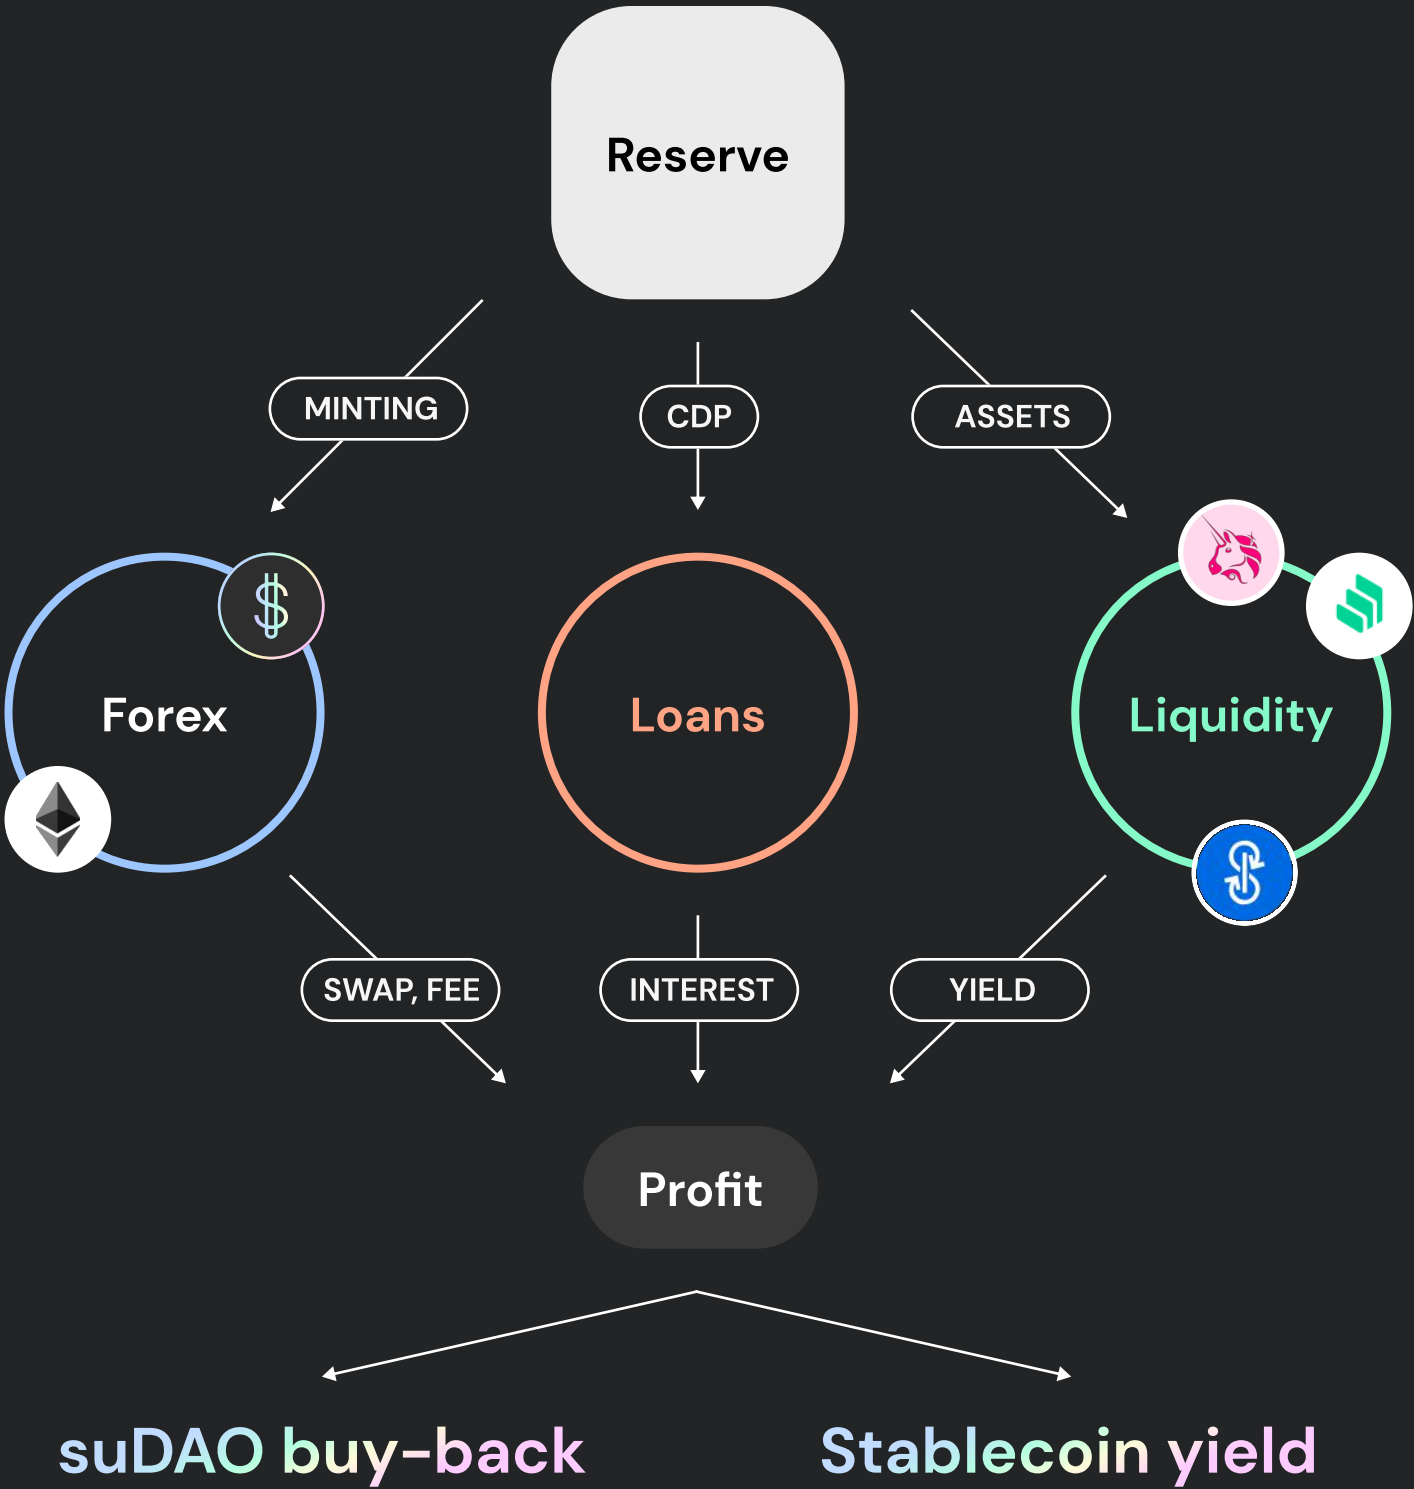 Reserve
MINTING
CDP
ASSETS
Forex
Loans
Liquidity
SWAP, FEE
INTEREST
YIELD
Profit
suDAO buy-back
Stablecoin yield